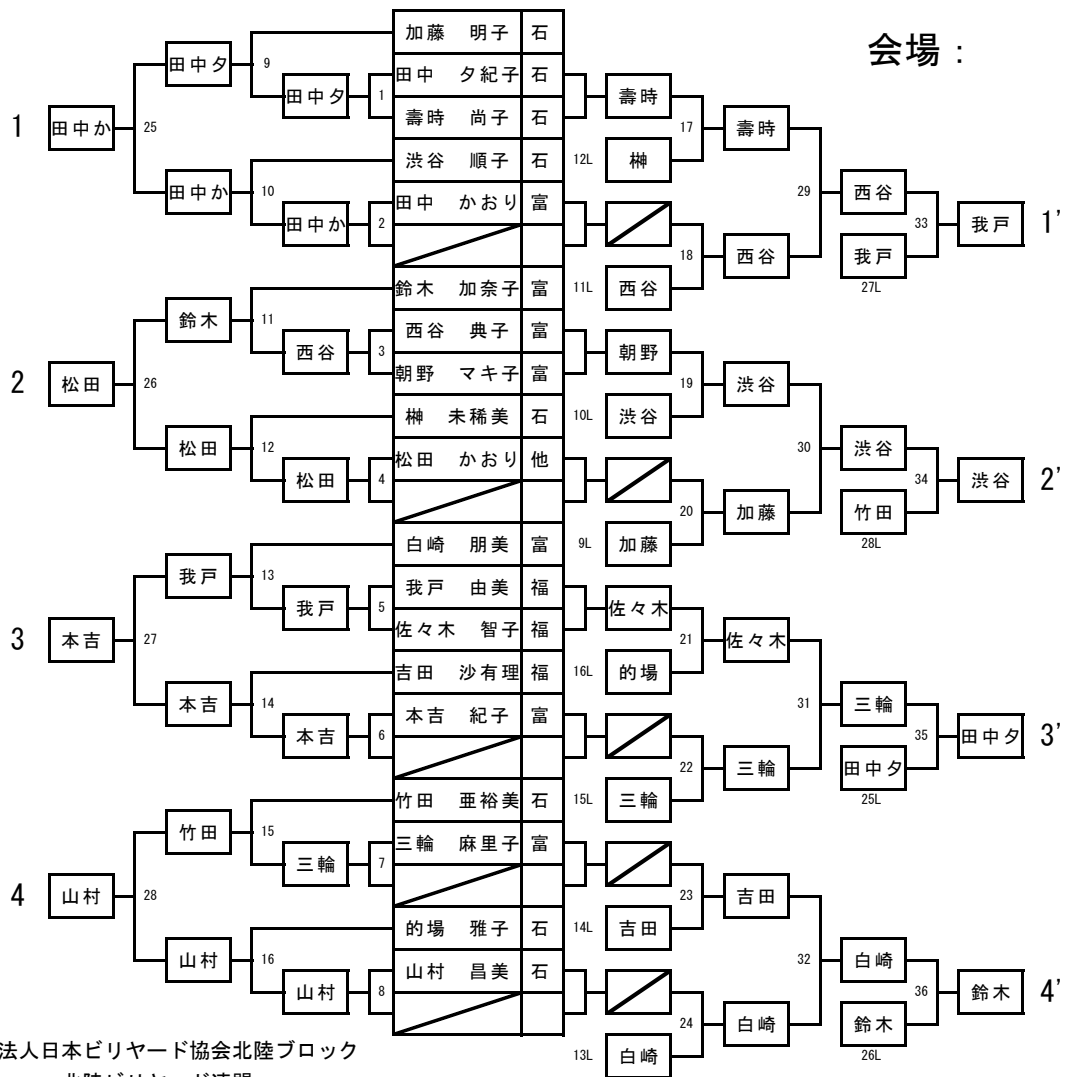 会場：
加藤 明子 石
田中 夕紀子 石
壽時 尚子 石
渋谷 順子 石
田中 かおり 富
鈴木 加奈子 富
西谷 典子 富
朝野 マキ子 富
榊 未稀美 石
松田 かおり 他
白崎 朋美 富
我戸 由美 福
佐々木 智子 福
吉田 沙有理 福
本吉 紀子 富
竹田 亜裕美 石
三輪 麻里子 富
的場 雅子 石
山村 昌美 石
1 田中か 25
田中夕 9
田中夕 1
田中か 10
田中か 2
2 松田 26
鈴木 11
西谷 3
松田 12
松田 4
3 本吉 27
我戸 13
我戸 5
本吉 14
本吉 6
4 山村 28
竹田 15
三輪 7
山村 16
山村 8
壽時
12L 榊
17 壽時
11L 西谷
18 西谷
29 西谷
我戸
27L
33 我戸 1'
朝野
10L 渋谷
19 渋谷
9L 加藤
20 加藤
30 渋谷
竹田
28L
34 渋谷 2'
佐々木
16L 的場
21 佐々木
15L 三輪
22 三輪
31 三輪
田中夕
25L
35 田中夕 3'
14L 吉田
23 吉田
13L 白崎
24 白崎
32 白崎
鈴木
26L
36 鈴木 4'
法人日本ビリヤード協会北陸ブロック